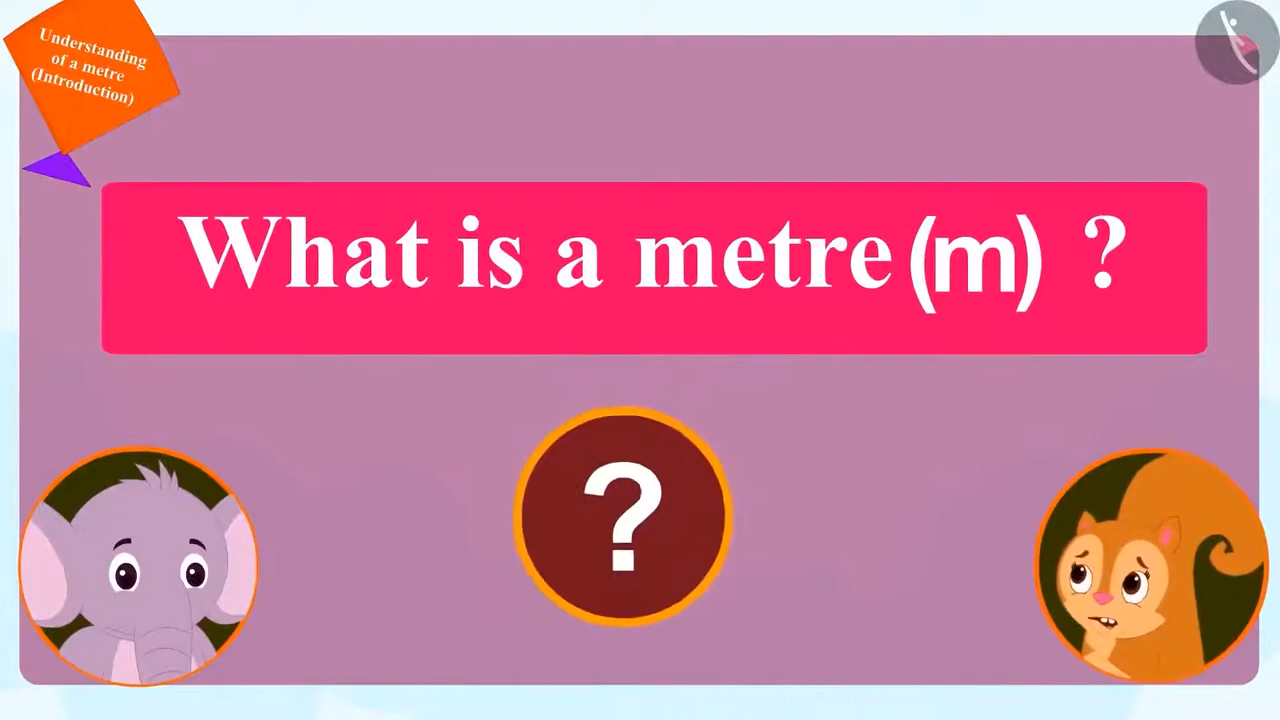 Understanding
of a metre
(Introduction)
What is a metre (m) ?
?